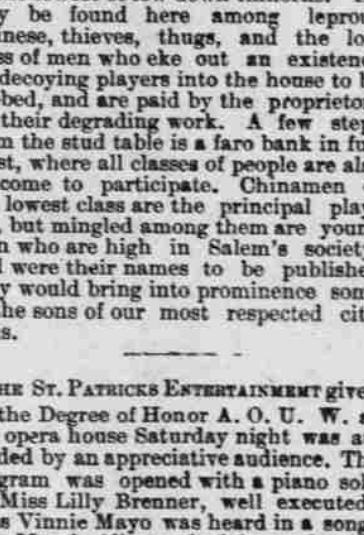 y be found here among lepro
inese, thieves, thugs, and the lo
ss of men who eke out an existen
decoying players into the house to
bed, and are paid by the proprieto
their degrading work. A few step
m the stud table is a faro bank in fu
st, where all classes of people are al
come to participate. Chinamen
lowest class are the principal play
, but mingled among them are your
n who are high in Salem's society
l were their names to be publishe
y would bring into prominence som
he sons of our most respected cit
s.
HE ST. PATRICKS ENTERTAINMENT give
the Degree of Honor A. O. U. W. a
opera house Saturday night was a
ded by an appreciative audience. Th
gram was opened with a piano sol
Miss Lilly Brenner, well executed
s Vinnie Mayo was heard in a song